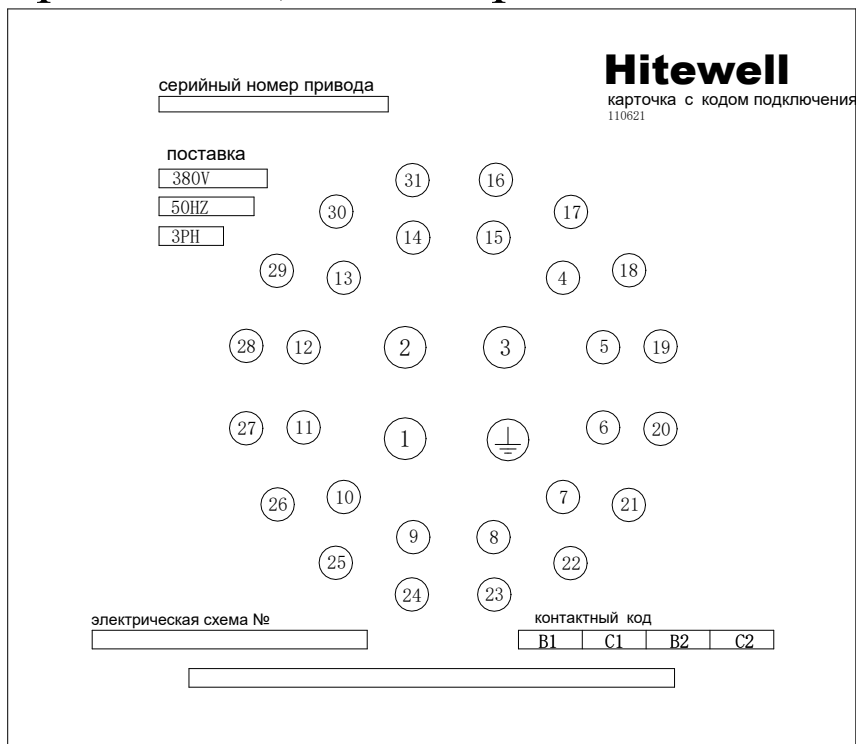 Hitewell
серийный номер привода
карточка с кодом подключения
110621
поставка
380V
31 16
50HZ
30 17
3PH
14 15
29 13 4 18
28 12 2 3 5 19
27 11 1 6 20
26 10 7 21
9 8
25 22
24 23
электрическая схема №
контактный код
B1 C1 B2 C2